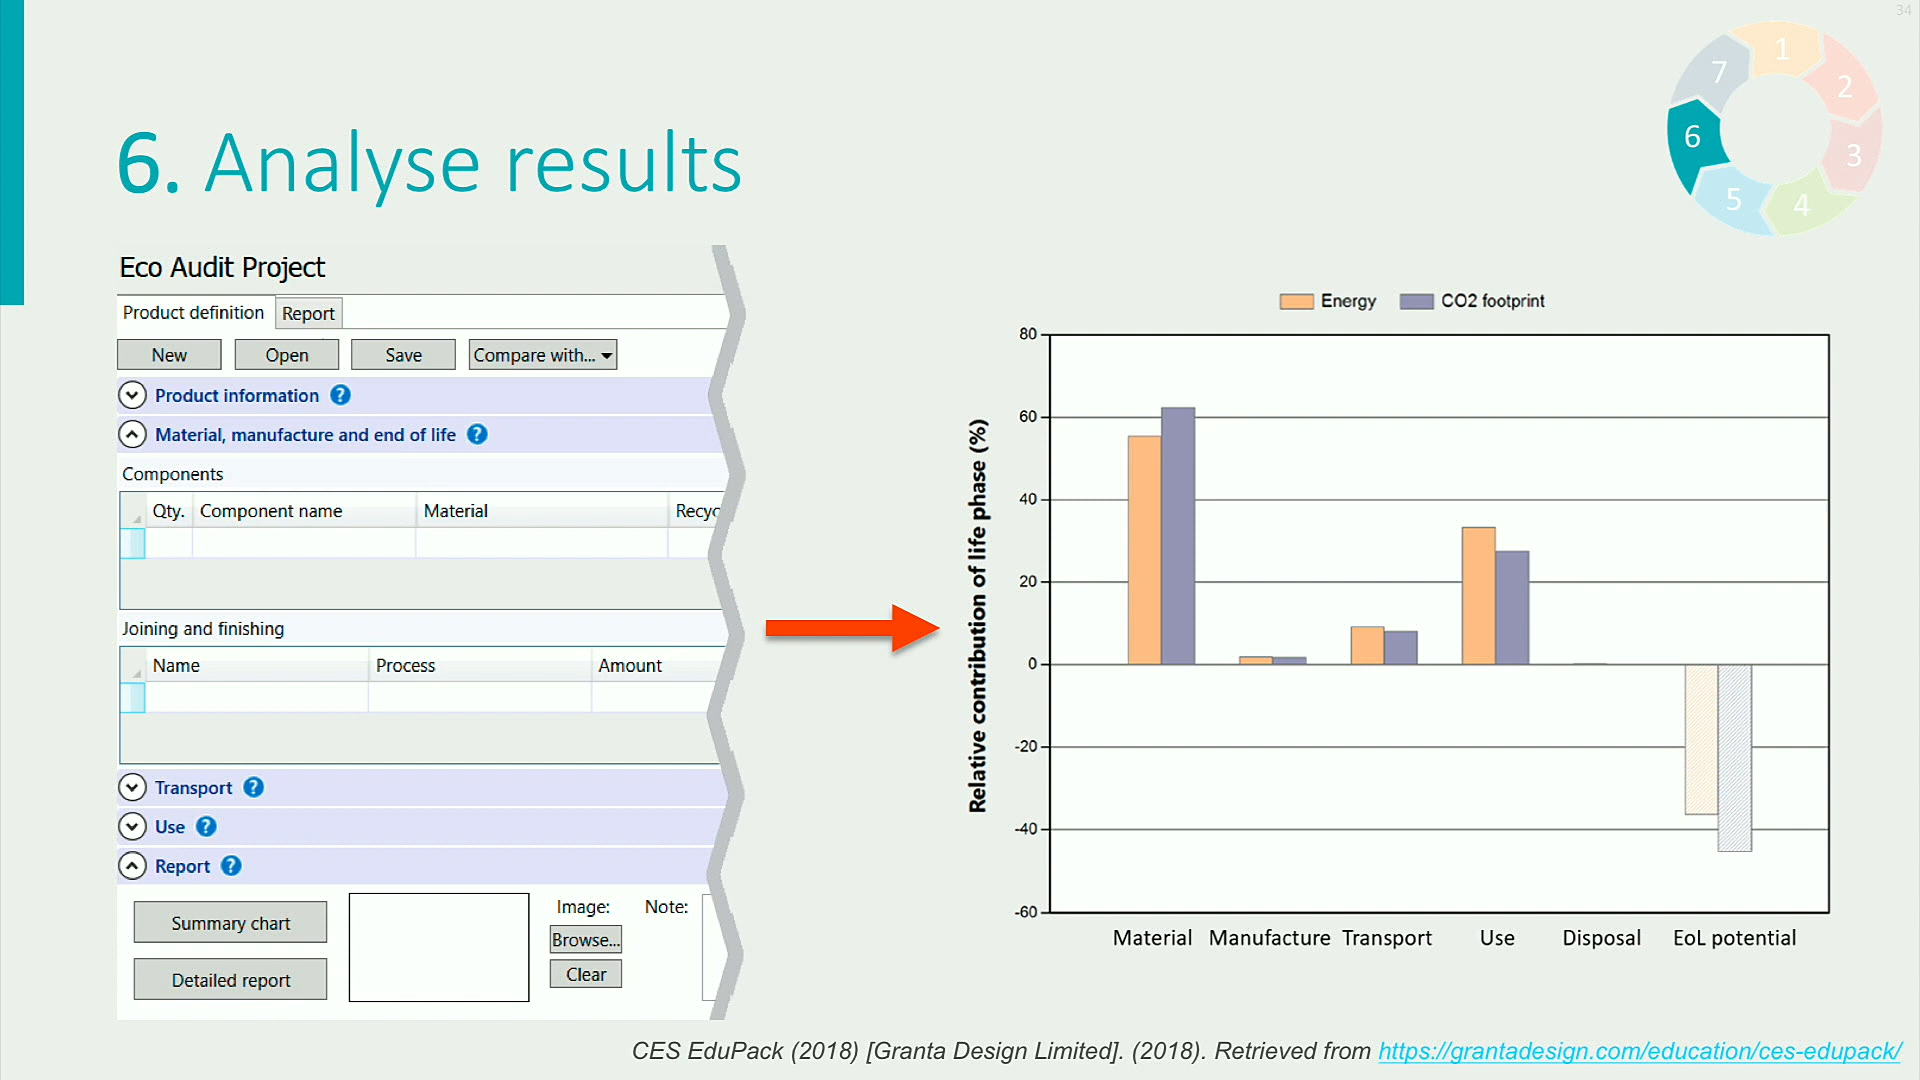 34
1
2
3
4
5
6
7
6. Analyse results
Eco Audit Project
Product definition Report
New Open Save Compare with...
Product information ?
Material, manufacture and end of life ?
Components
Qty. Component name Material Recyc
Joining and finishing
Name Process Amount
Transport ?
Use ?
Report ?
Summary chart
Detailed report
Image: Note:
Browse...
Clear
Energy CO2 footprint
Relative contribution of life phase (%)
80
60
40
20
0
-20
-40
-60
Material Manufacture Transport Use Disposal EoL potential
CES EduPack (2018) [Granta Design Limited]. (2018). Retrieved from https://grantadesign.com/education/ces-edupack/